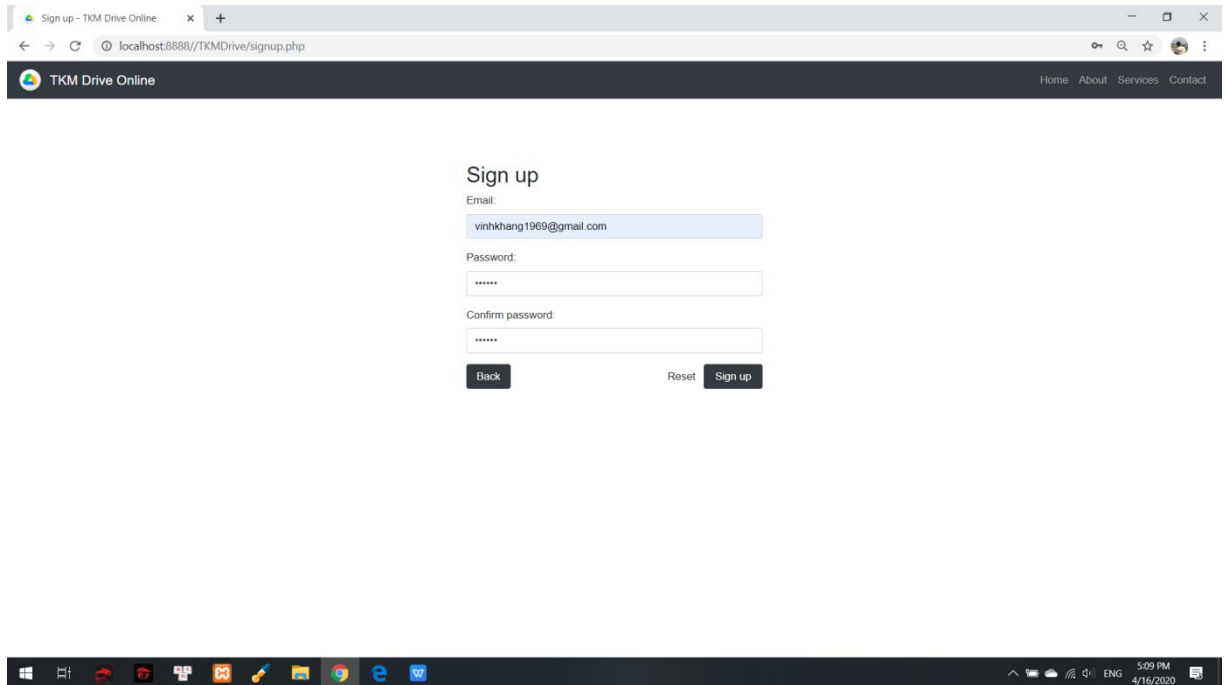 Sign up - TKM Drive Online
localhost:8888//TKMDrive/signup.php
TKM Drive Online
Home About Services Contact
Sign up
Email:
vinhkhang1969@gmail.com
Password:
••••••
Confirm password:
••••••
Back Reset Sign up
ENG 5:09 PM
4/16/2020